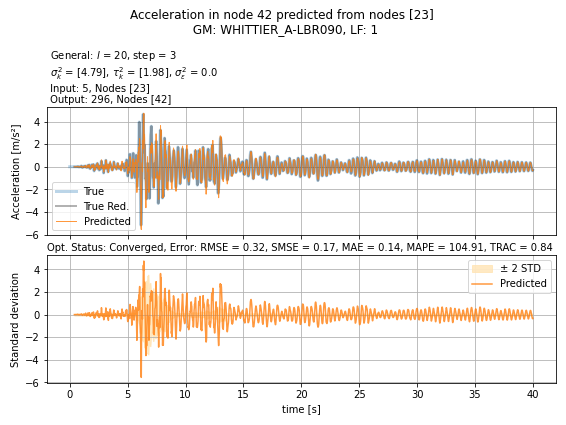 Acceleration in node 42 predicted from nodes [23]
GM: WHITTIER_A-LBR090, LF: 1
General: l = 20, step = 3
σ²ₖ = [4.79], τ²ₖ = [1.98], σ²ε = 0.0
Input: 5, Nodes [23]
Output: 296, Nodes [42]
Acceleration [m/s²]
4
2
0
−2
−4
−6
True
True Red.
Predicted
Opt. Status: Converged, Error: RMSE = 0.32, SMSE = 0.17, MAE = 0.14, MAPE = 104.91, TRAC = 0.84
Standard deviation
4
2
0
−2
−4
−6
± 2 STD
Predicted
0 5 10 15 20 25 30 35 40
time [s]